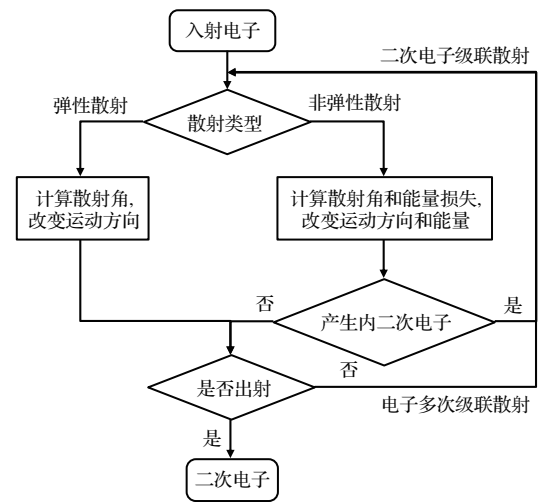 入射电子
二次电子级联散射
弹性散射
非弹性散射
散射类型
计算散射角,
改变运动方向
计算散射角和能量损失,
改变运动方向和能量
否
产生内二次电子
是
是否出射
否
电子多次级联散射
是
二次电子